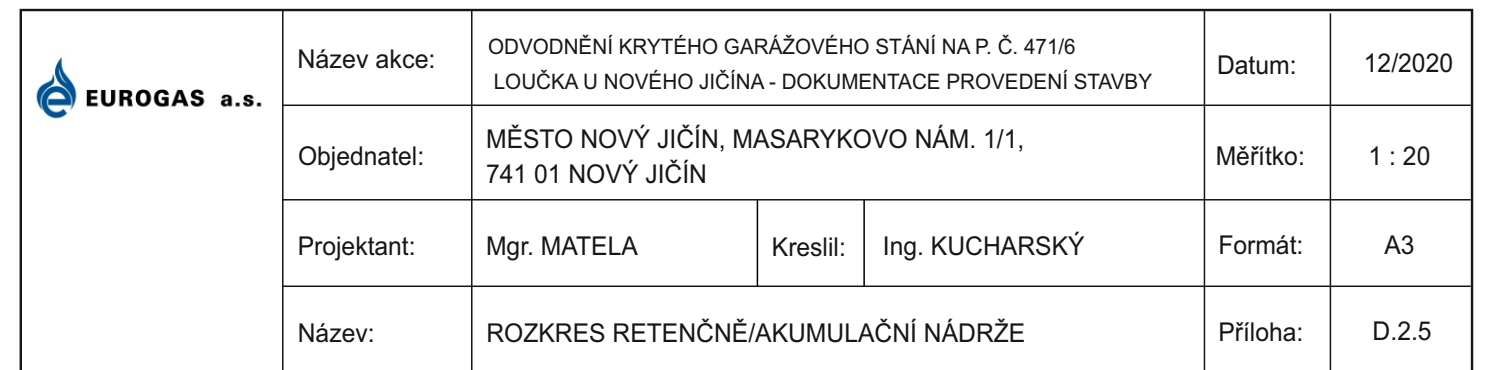 EUROGAS a.s.
Název akce:
ODVODNĚNÍ KRYTÉHO GARÁŽOVÉHO STÁNÍ NA P. Č. 471/6
LOUČKA U NOVÉHO JIČÍNA - DOKUMENTACE PROVEDENÍ STAVBY
Datum:
12/2020
Objednatel:
MĚSTO NOVÝ JIČÍN, MASARYKOVO NÁM. 1/1,
741 01 NOVÝ JIČÍN
Měřítko:
1 : 20
Projektant:
Mgr. MATELA
Kreslil:
Ing. KUCHARSKÝ
Formát:
A3
Název:
ROZKRES RETENČNĚ/AKUMULAČNÍ NÁDRŽE
Příloha:
D.2.5